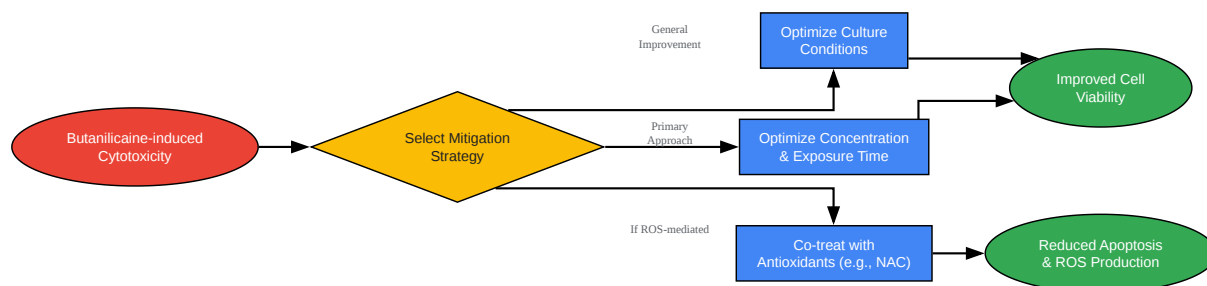 General
Improvement
Optimize Culture
Conditions
Improved Cell
Viability
Butanilicaine-induced
Cytotoxicity
Select Mitigation
Strategy
Primary
Approach
Optimize Concentration
& Exposure Time
If ROS-mediated
Co-treat with
Antioxidants (e.g., NAC)
Reduced Apoptosis
& ROS Production